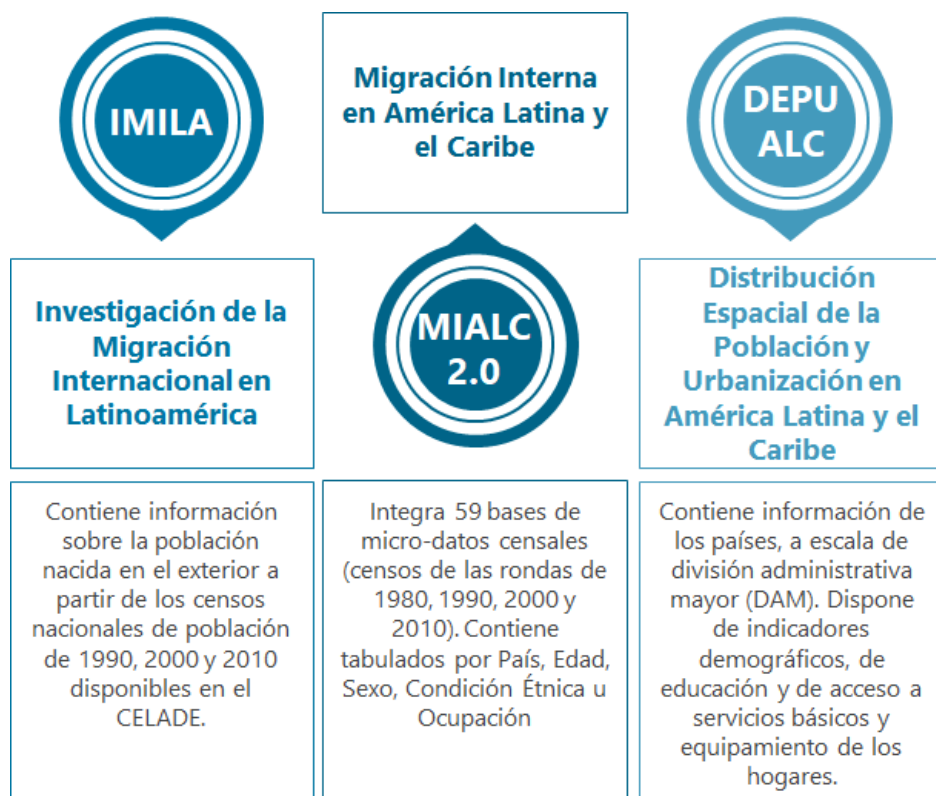 IMILA
Investigación de la
Migración
Internacional en
Latinoamérica
Contiene información
sobre la población
nacida en el exterior a
partir de los censos
nacionales de población
de 1990, 2000 y 2010
disponibles en el
CELADE.
Migración Interna
en América Latina y
el Caribe
MIALC
2.0
Integra 59 bases de
micro-datos censales
(censos de las rondas de
1980, 1990, 2000 y
2010). Contiene
tabulados por País, Edad,
Sexo, Condición Étnica u
Ocupación
DEPU
ALC
Distribución
Espacial de la
Población y
Urbanización en
América Latina y el
Caribe
Contiene información de
los países, a escala de
división administrativa
mayor (DAM). Dispone
de indicadores
demográficos, de
educación y de acceso a
servicios básicos y
equipamiento de los
hogares.